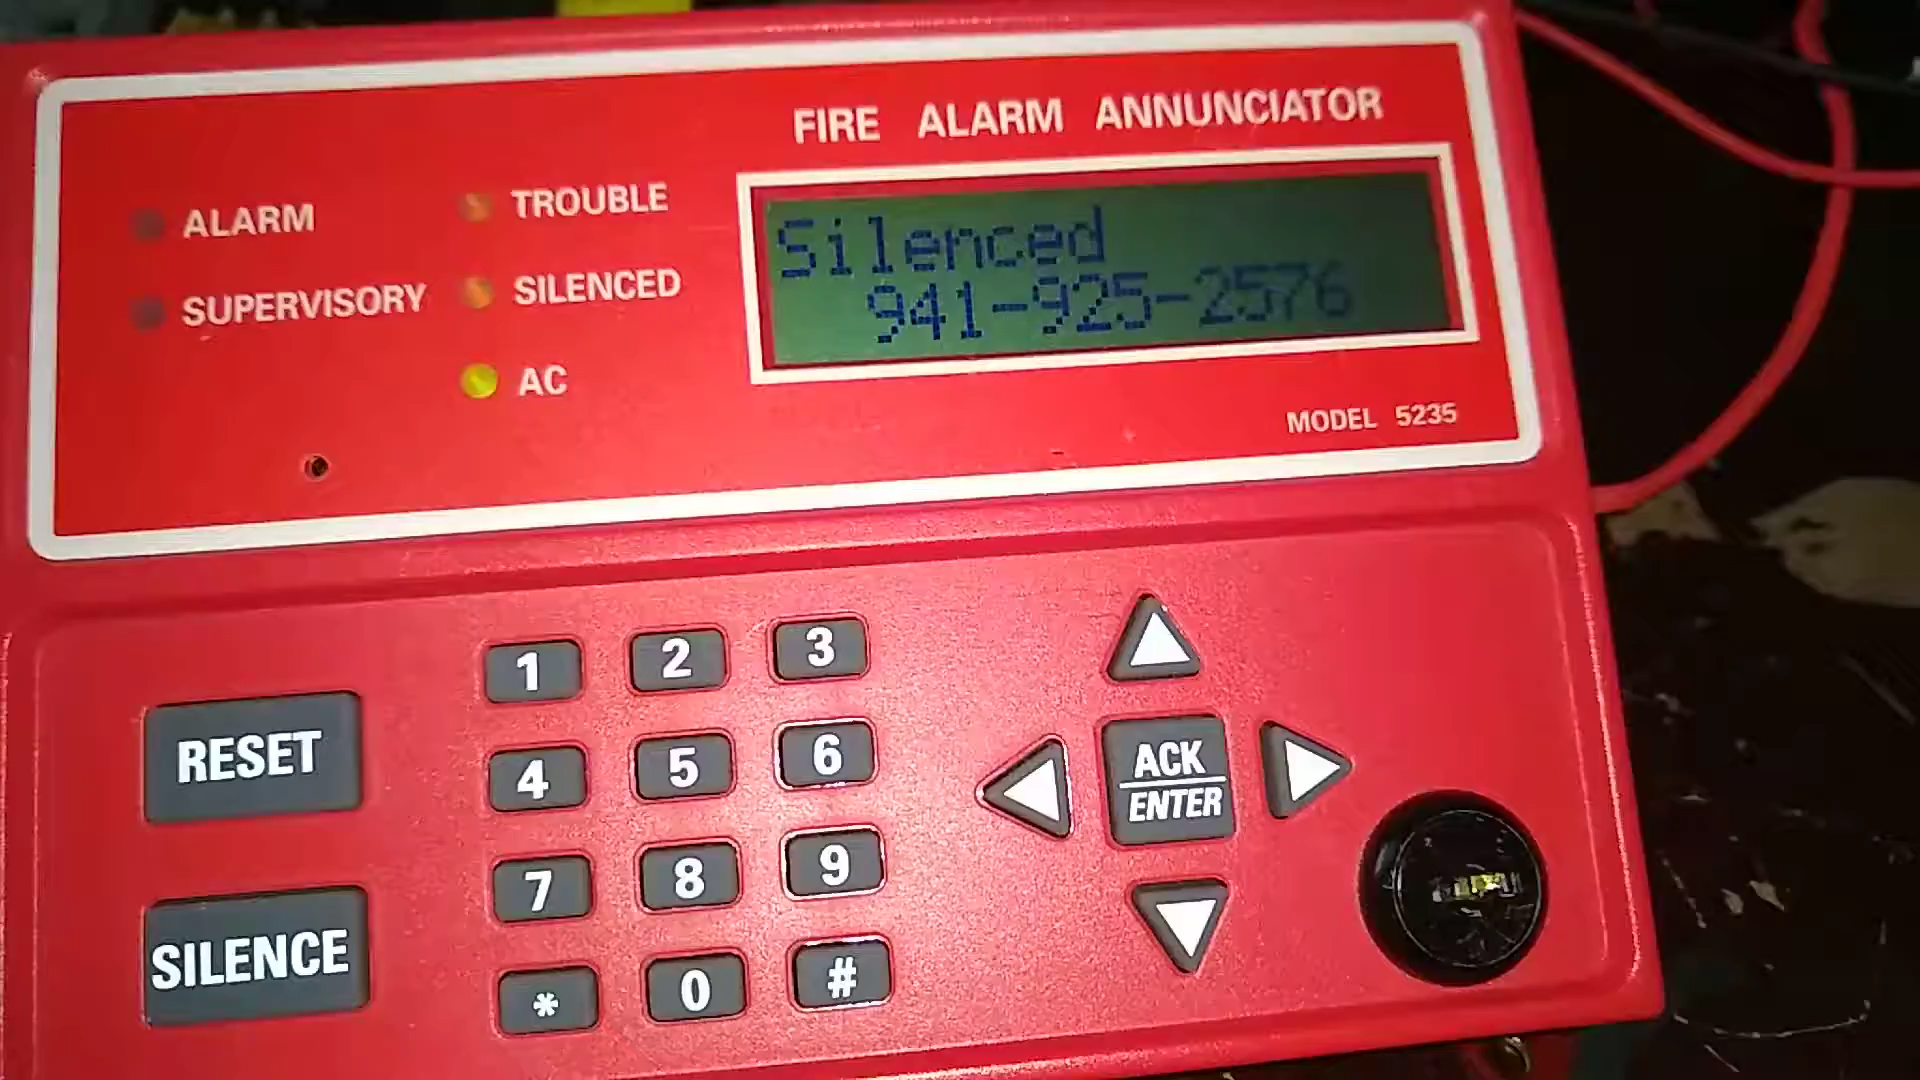 FIRE ALARM ANNUNCIATOR
ALARM
TROUBLE
SUPERVISORY
SILENCED
AC
Silenced
941-925-2576
MODEL 5235
RESET
SILENCE
1 2 3
4 5 6
7 8 9
* 0 #
ACK
ENTER